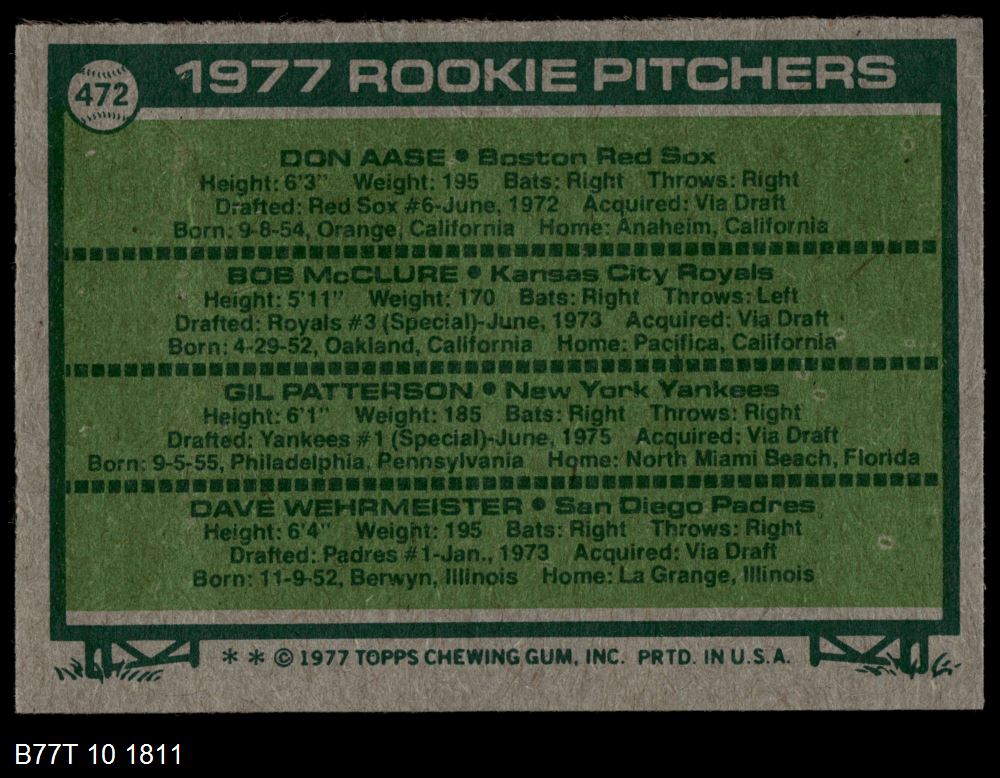 472
1977 ROOKIE PITCHERS
DON AASE • Boston Red Sox
Height: 6'3" Weight: 195 Bats: Right Throws: Right
Drafted: Red Sox #6-June, 1972 Acquired: Via Draft
Born: 9-8-54, Orange, California Home: Anaheim, California
BOB McCLURE • Kansas City Royals
Height: 5'11" Weight: 170 Bats: Right Throws: Left
Drafted: Royals #3 (Special)-June, 1973 Acquired: Via Draft
Born: 4-29-52, Oakland, California Home: Pacifica, California
GIL PATTERSON • New York Yankees
Height: 6'1" Weight: 185 Bats: Right Throws: Right
Drafted: Yankees #1 (Special)-June, 1975 Acquired: Via Draft
Born: 9-5-55, Philadelphia, Pennsylvania Home: North Miami Beach, Florida
DAVE WEHRMEISTER • San Diego Padres
Height: 6'4" Weight: 195 Bats: Right Throws: Right
Drafted: Padres #1-Jan., 1973 Acquired: Via Draft
Born: 11-9-52, Berwyn, Illinois Home: La Grange, Illinois
* * © 1977 TOPPS CHEWING GUM, INC. PRTD. IN U.S.A.
B77T 10 1811